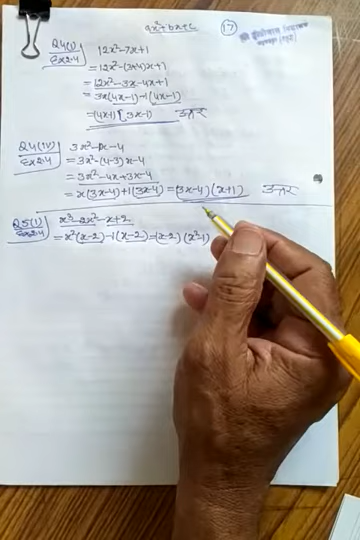 ax²+bx+c
17
Q4(i) Ex2.4
12x²-7x+1
=12x²-(3+4)x+1
=12x²-3x-4x+1
=3x(4x-1)-1(4x-1)
=(4x-1)(3x-1) उत्तर
Q4(iv) Ex2.4
3x²-x-4
=3x²-(4-3)x-4
=3x²-4x+3x-4
=x(3x-4)+1(3x-4)=(3x-4)(x+1) उत्तर
Q5(i) Ex2.4
x³-2x²-x+2
=x²(x-2)-1(x-2)=(x-2)(x²-1)